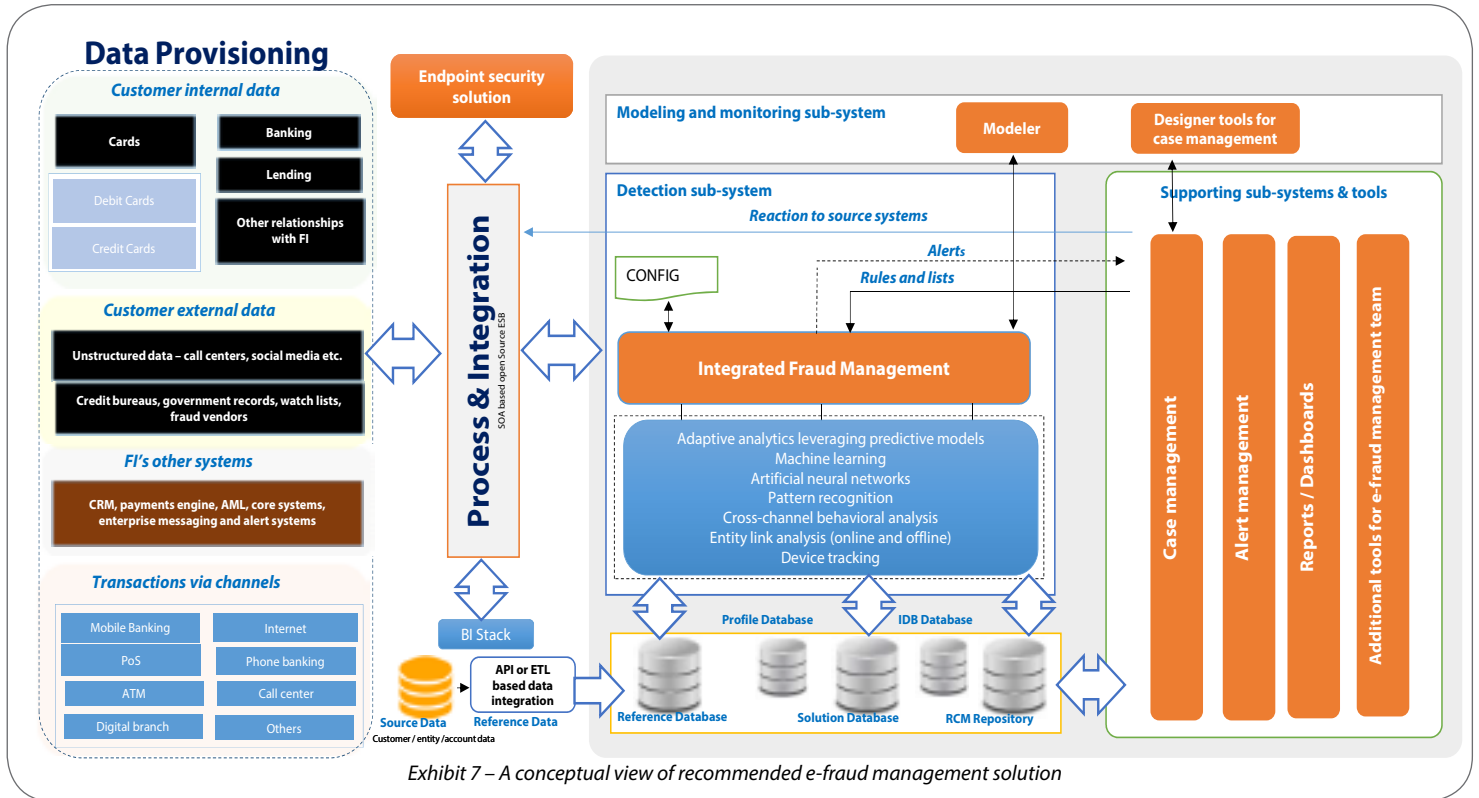 Data Provisioning
Customer internal data
Cards
Debit Cards
Credit Cards
Banking
Lending
Other relationships
with FI
Customer external data
Unstructured data – call centers, social media etc.
Credit bureaus, government records, watch lists,
fraud vendors
FI's other systems
CRM, payments engine, AML, core systems,
enterprise messaging and alert systems
Transactions via channels
Mobile Banking
Internet
PoS
Phone banking
ATM
Call center
Digital branch
Others
Endpoint security
solution
Process & Integration
SOA based open Source ESB
BI Stack
Source Data
Customer / entity /account data
API or ETL
based data
integration
Reference Data
Modeling and monitoring sub-system
Modeler
Designer tools for
case management
Detection sub-system
Reaction to source systems
Alerts
Rules and lists
CONFIG
Integrated Fraud Management
Adaptive analytics leveraging predictive models
Machine learning
Artificial neural networks
Pattern recognition
Cross-channel behavioral analysis
Entity link analysis (online and offline)
Device tracking
Profile Database
IDB Database
Reference Database
Solution Database
RCM Repository
Supporting sub-systems & tools
Case management
Alert management
Reports / Dashboards
Additional tools for e-fraud management team
Exhibit 7 – A conceptual view of recommended e-fraud management solution